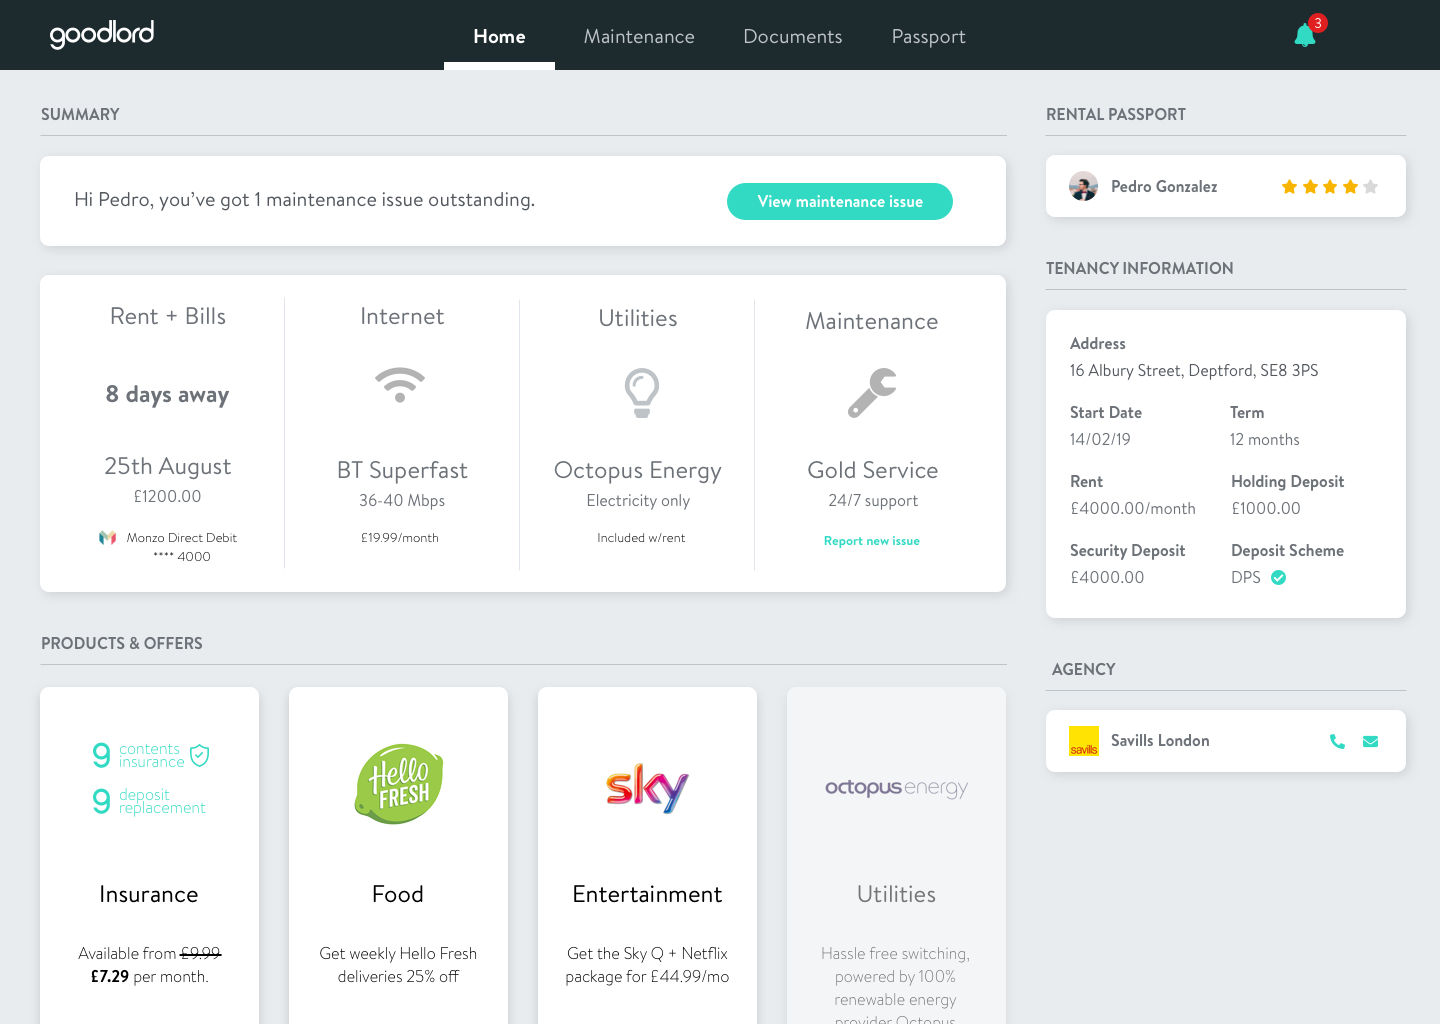 goodlord
Home
Maintenance
Documents
Passport
3
SUMMARY
Hi Pedro, you've got 1 maintenance issue outstanding.
View maintenance issue
Rent + Bills
8 days away
25th August
£1200.00
Monzo Direct Debit
**** 4000
Internet
BT Superfast
36-40 Mbps
£19.99/month
Utilities
Octopus Energy
Electricity only
Included w/rent
Maintenance
Gold Service
24/7 support
Report new issue
PRODUCTS & OFFERS
g contents
insurance
g deposit
replacement
Insurance
Available from £9.99
£7.29 per month.
Hello
FRESH
Food
Get weekly Hello Fresh
deliveries 25% off
sky
Entertainment
Get the Sky Q + Netflix
package for £44.99/mo
octopus energy
Utilities
Hassle free switching,
powered by 100%
renewable energy
provider Octopus
RENTAL PASSPORT
Pedro Gonzalez
TENANCY INFORMATION
Address
16 Albury Street, Deptford, SE8 3PS
Start Date
14/02/19
Term
12 months
Rent
£4000.00/month
Holding Deposit
£1000.00
Security Deposit
£4000.00
Deposit Scheme
DPS
AGENCY
savills
Savills London